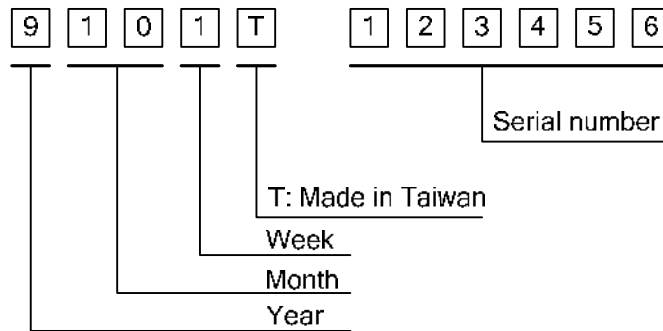 9 1 0 1 T 1 2 3 4 5 6
Serial number
T: Made in Taiwan
Week
Month
Year